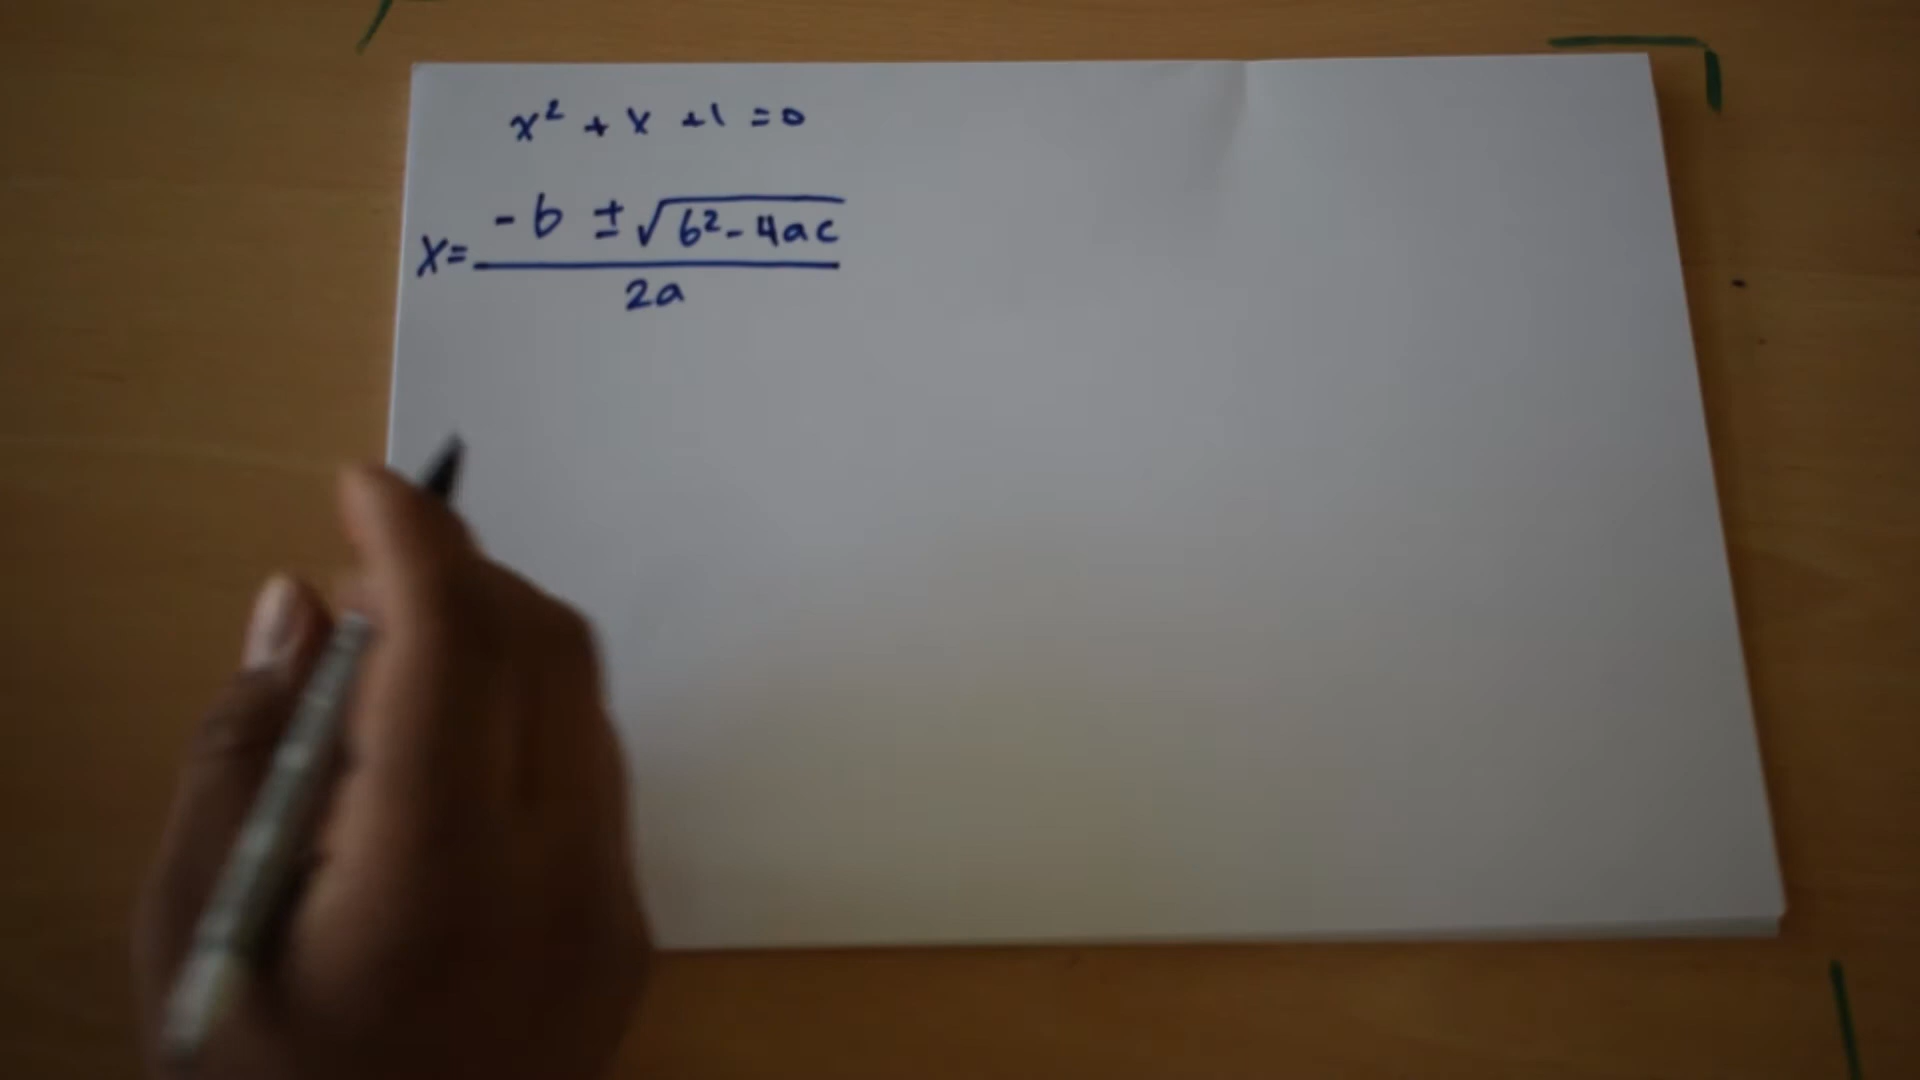 x² + x + 1 = 0
x = (-b ± √(b² - 4ac)) / 2a